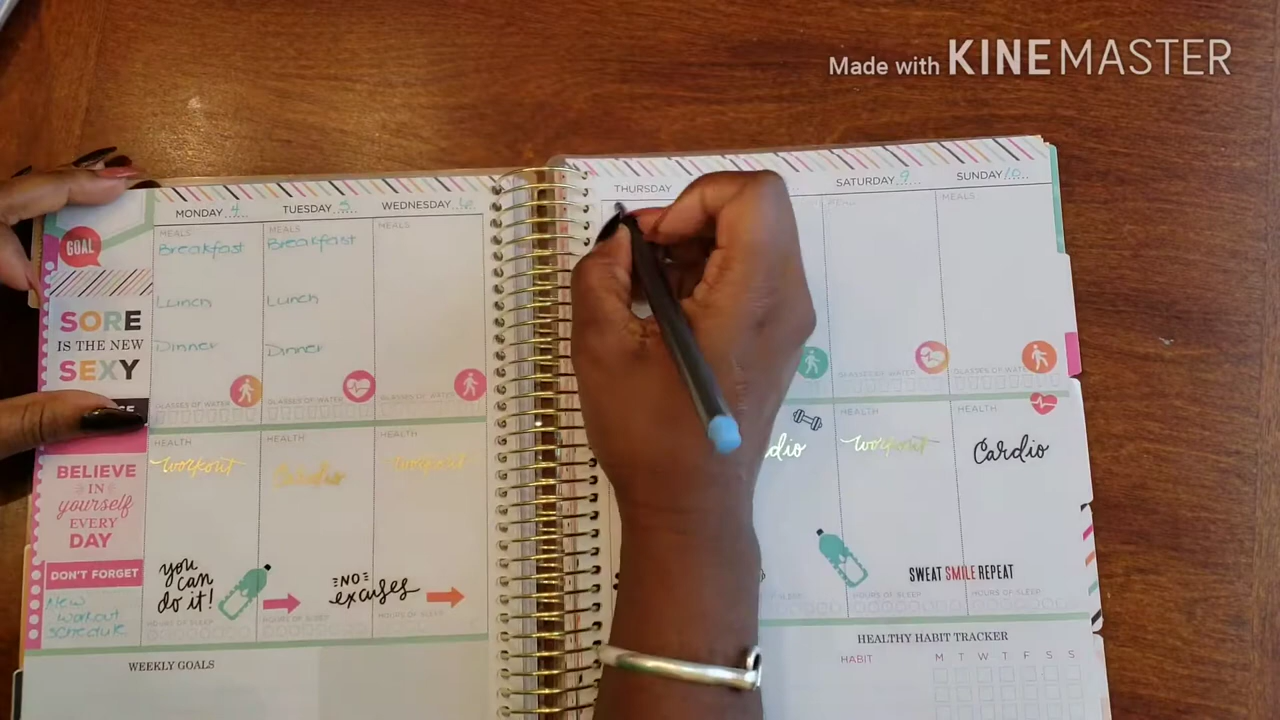 Made with KINEMASTER
GOAL
SORE
IS THE NEW
SEXY
BELIEVE
IN
yourself
EVERY
DAY
DON'T FORGET
New
workout
schedule
MONDAY 4
TUESDAY 5
WEDNESDAY 6
MEALS
MEALS
MEALS
Breakfast
Breakfast
Lunch
Lunch
Dinner
Dinner
GLASSES OF WATER
GLASSES OF WATER
GLASSES OF WATER
HEALTH
HEALTH
HEALTH
workout
Cardio
workout
you
can
do it!
NO
excuses
HOURS OF SLEEP
HOURS OF SLEEP
HOURS OF SLEEP
WEEKLY GOALS
THURSDAY
SATURDAY 9
SUNDAY 10
MEALS
GLASSES OF WATER
GLASSES OF WATER
HEALTH
HEALTH
dio
workout
Cardio
SWEAT SMILE REPEAT
HOURS OF SLEEP
HOURS OF SLEEP
HEALTHY HABIT TRACKER
HABIT M T W T F S S